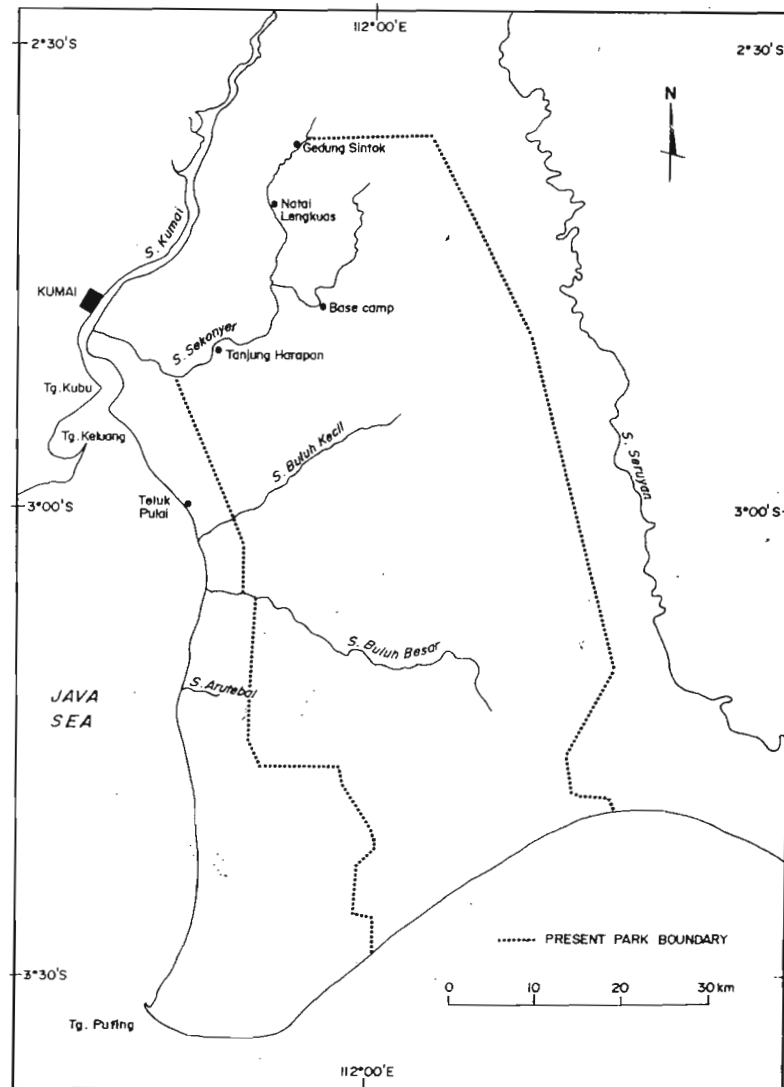 112°00'E
2°30'S
2°30'S
N
Gedung Sintok
Natai
Lengkuas
S. Kumai
KUMAI
Base camp
S. Sekonyer
Tanjung Harapan
Tg. Kubu
Tg. Keluang
S. Buluh Kecil
S. Seruyan
Teluk
Pulai
3°00'S
3°00'S
S. Buluh Besar
S. Arutebal
JAVA
SEA
PRESENT PARK BOUNDARY
3°30'S
0 10 20 30 km
Tg. Puting
112°00'E